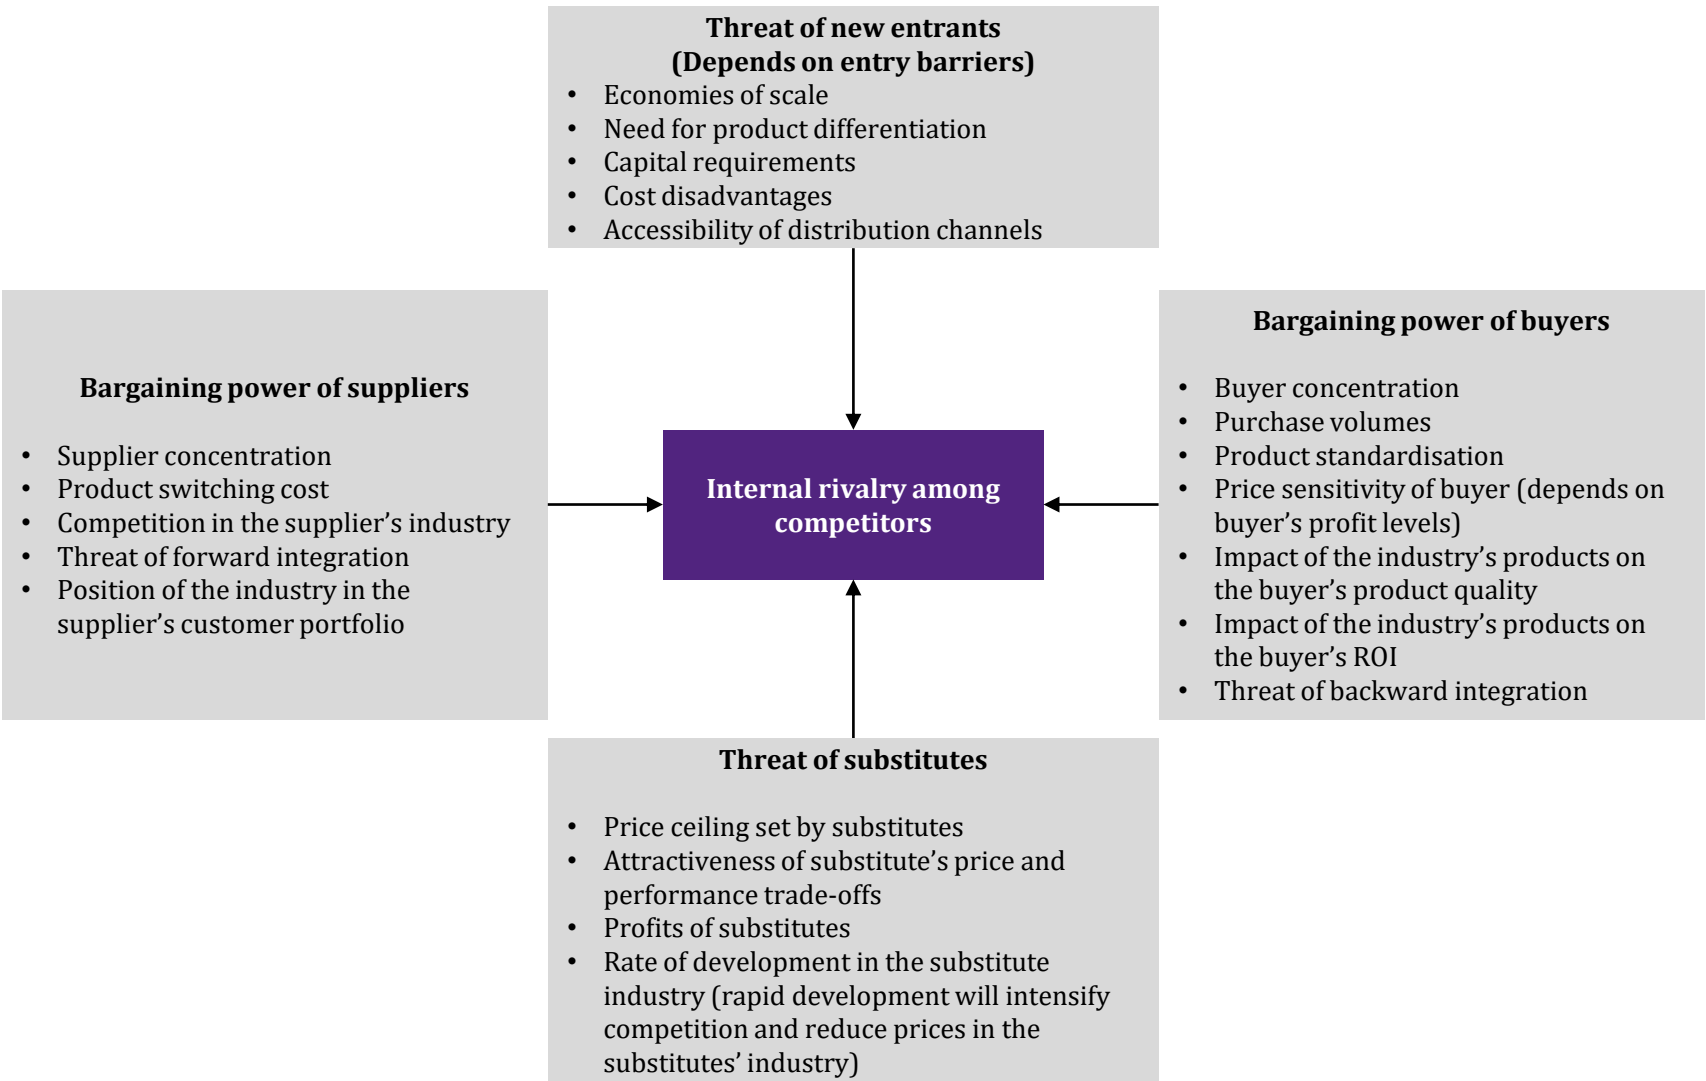 Threat of new entrants
(Depends on entry barriers)
• Economies of scale
• Need for product differentiation
• Capital requirements
• Cost disadvantages
• Accessibility of distribution channels
Bargaining power of suppliers
• Supplier concentration
• Product switching cost
• Competition in the supplier’s industry
• Threat of forward integration
• Position of the industry in the
supplier’s customer portfolio
Internal rivalry among
competitors
Bargaining power of buyers
• Buyer concentration
• Purchase volumes
• Product standardisation
• Price sensitivity of buyer (depends on
buyer’s profit levels)
• Impact of the industry’s products on
the buyer’s product quality
• Impact of the industry’s products on
the buyer’s ROI
• Threat of backward integration
Threat of substitutes
• Price ceiling set by substitutes
• Attractiveness of substitute’s price and
performance trade-offs
• Profits of substitutes
• Rate of development in the substitute
industry (rapid development will intensify
competition and reduce prices in the
substitutes’ industry)